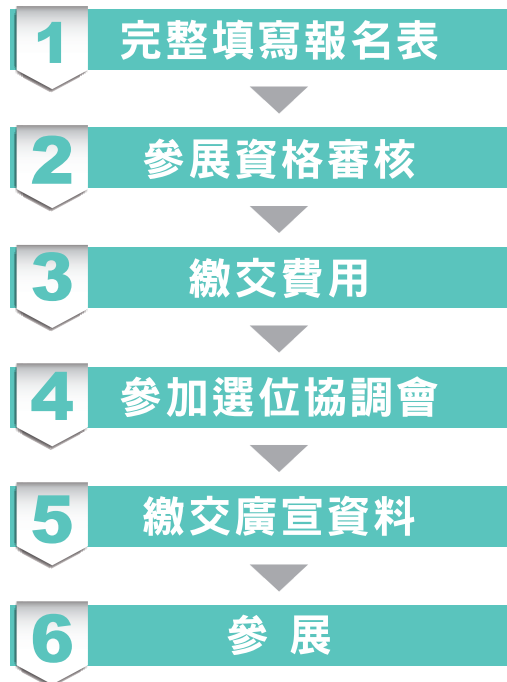 1 完整填寫報名表
2 參展資格審核
3 繳交費用
4 參加選位協調會
5 繳交廣宣資料
6 參 展